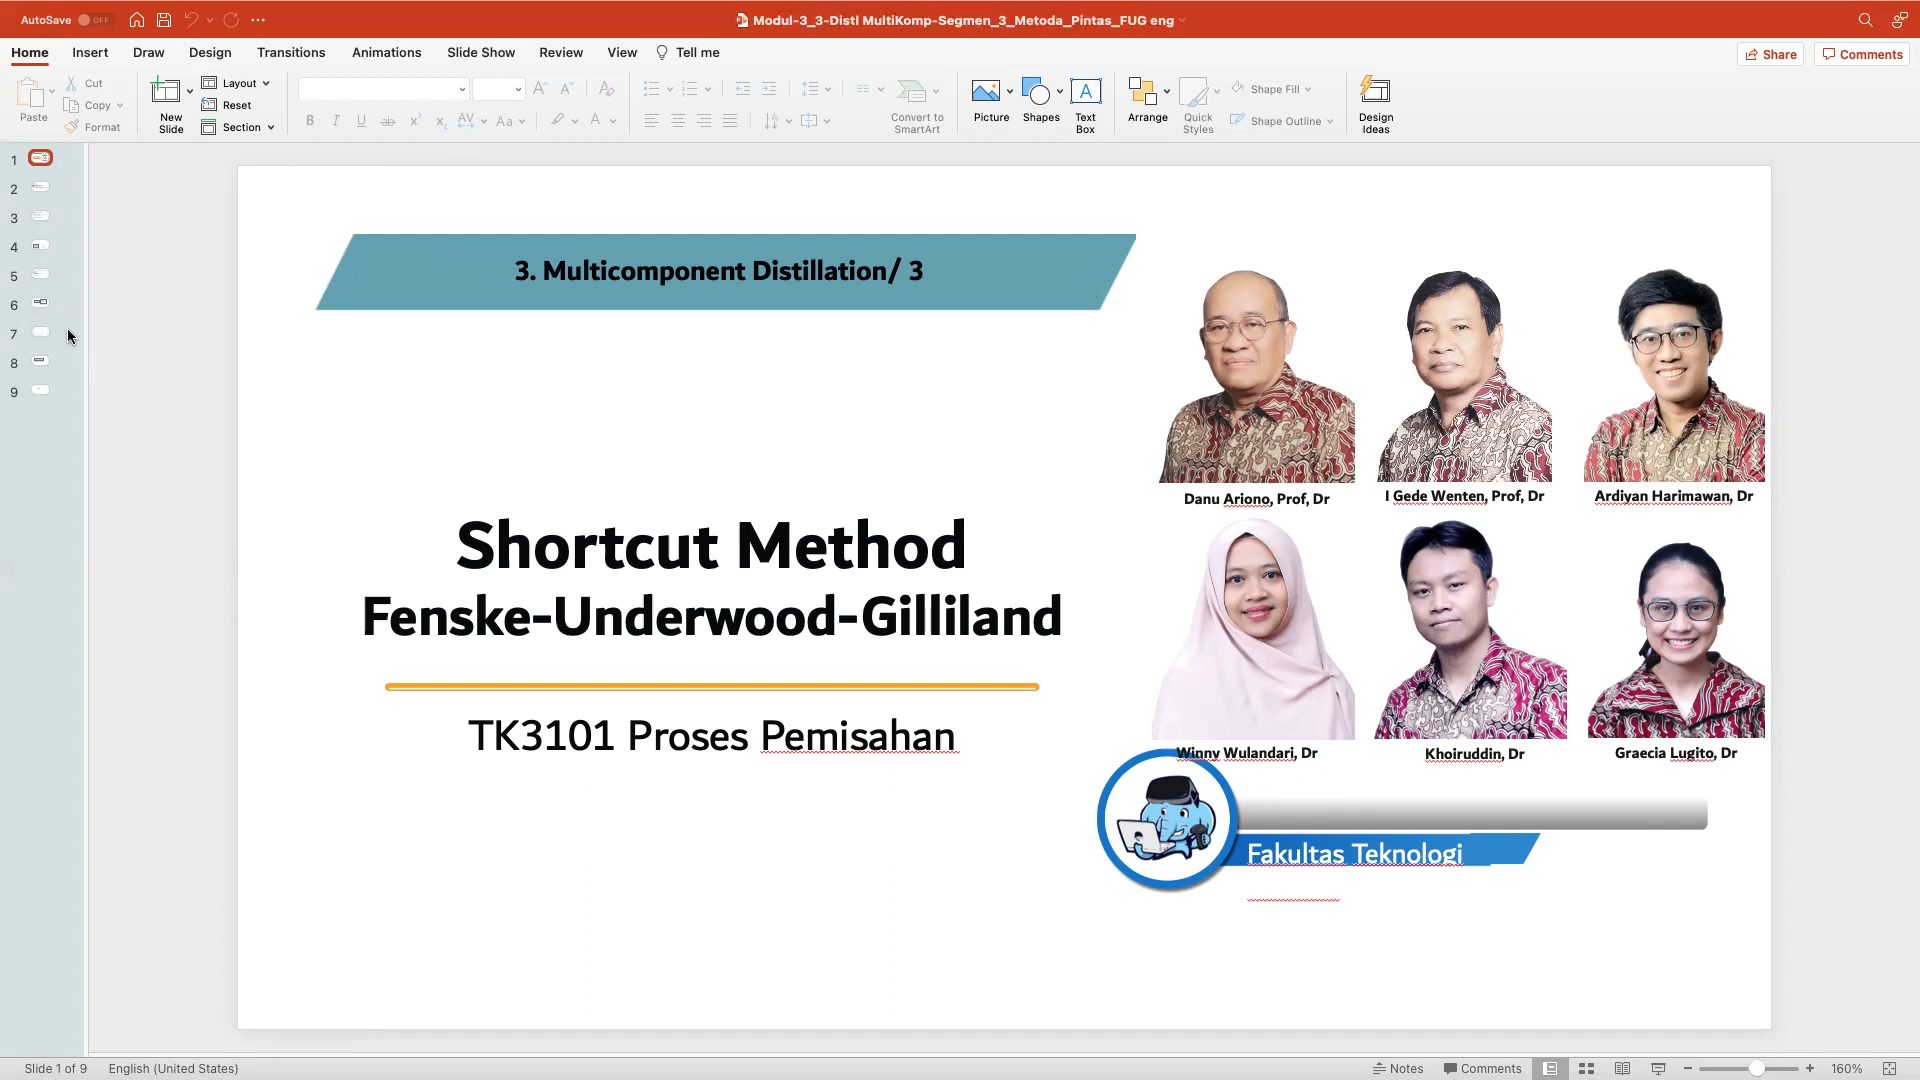 AutoSave OFF
Modul-3_3-Distl MultiKomp-Segmen_3_Metoda_Pintas_FUG eng
Home Insert Draw Design Transitions Animations Slide Show Review View Tell me
Share Comments
Paste
Cut
Copy
Format
New Slide
Layout
Reset
Section
B I U ab x² x₂ AV Aa A
Convert to SmartArt
Picture
Shapes
Text Box
Arrange
Quick Styles
Shape Fill
Shape Outline
Design Ideas
1
2
3
4
5
6
7
8
9
3. Multicomponent Distillation/ 3
Shortcut Method
Fenske-Underwood-Gilliland
TK3101 Proses Pemisahan
Danu Ariono, Prof, Dr
I Gede Wenten, Prof, Dr
Ardiyan Harimawan, Dr
Winny Wulandari, Dr
Khoiruddin, Dr
Graecia Lugito, Dr
Fakultas Teknologi
Slide 1 of 9
English (United States)
Notes
Comments
160%